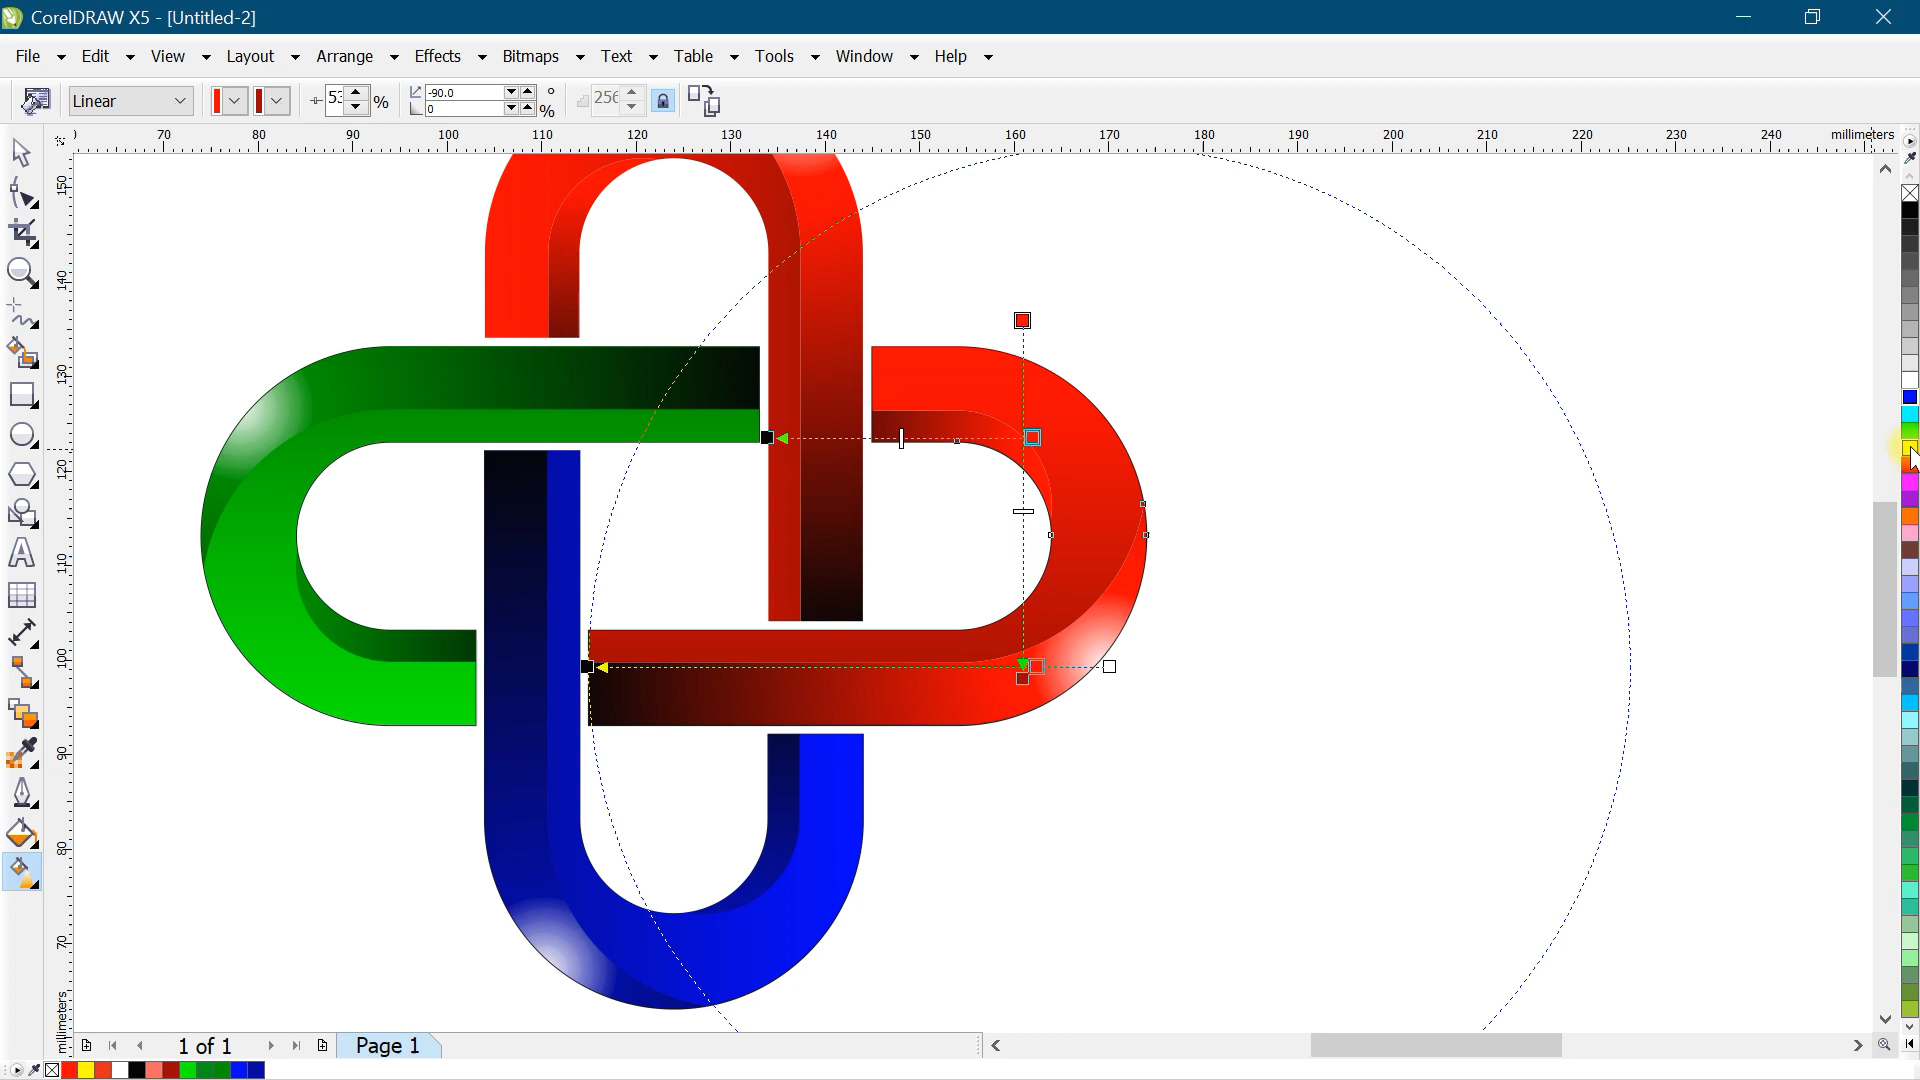 CorelDRAW X5 - [Untitled-2]
File Edit View Layout Arrange Effects Bitmaps Text Table Tools Window Help
Linear 53 % -90.0 ° 256
0 %
70 80 90 100 110 120 130 140 150 160 170 180 190 200 210 220 230 240 millimeters
150
140
130
120
110
100
90
80
70
millimeters
1 of 1 Page 1